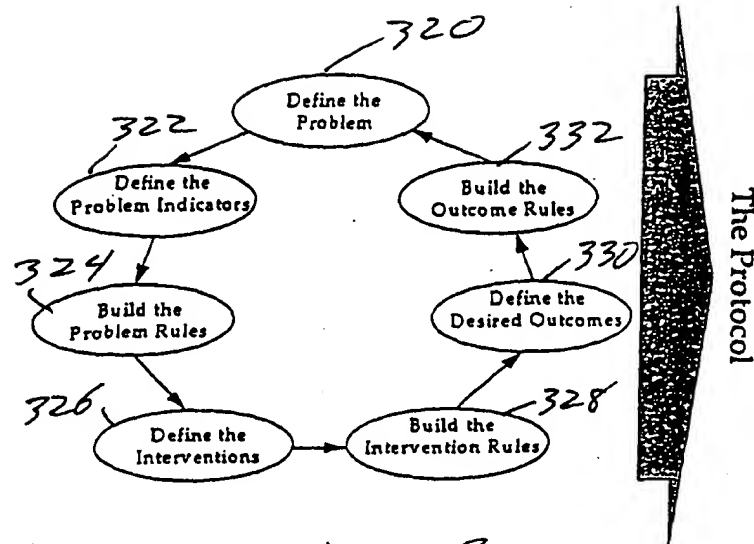 320
Define the
Problem
322
Define the
Problem Indicators
324
Build the
Problem Rules
326
Define the
Interventions
328
Build the
Intervention Rules
330
Define the
Desired Outcomes
332
Build the
Outcome Rules
The Protocol